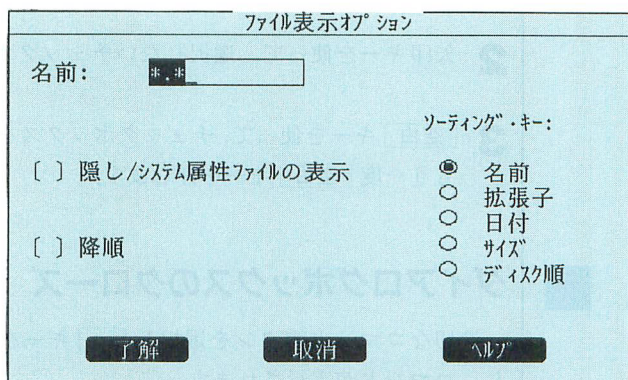 ファイル表示オプション
名前: *.*
ソーティング・キー:
[ ] 隠し/システム属性ファイルの表示
[ ] 降順
名前
拡張子
日付
サイズ
ディスク順
了解 取消 ヘルプ